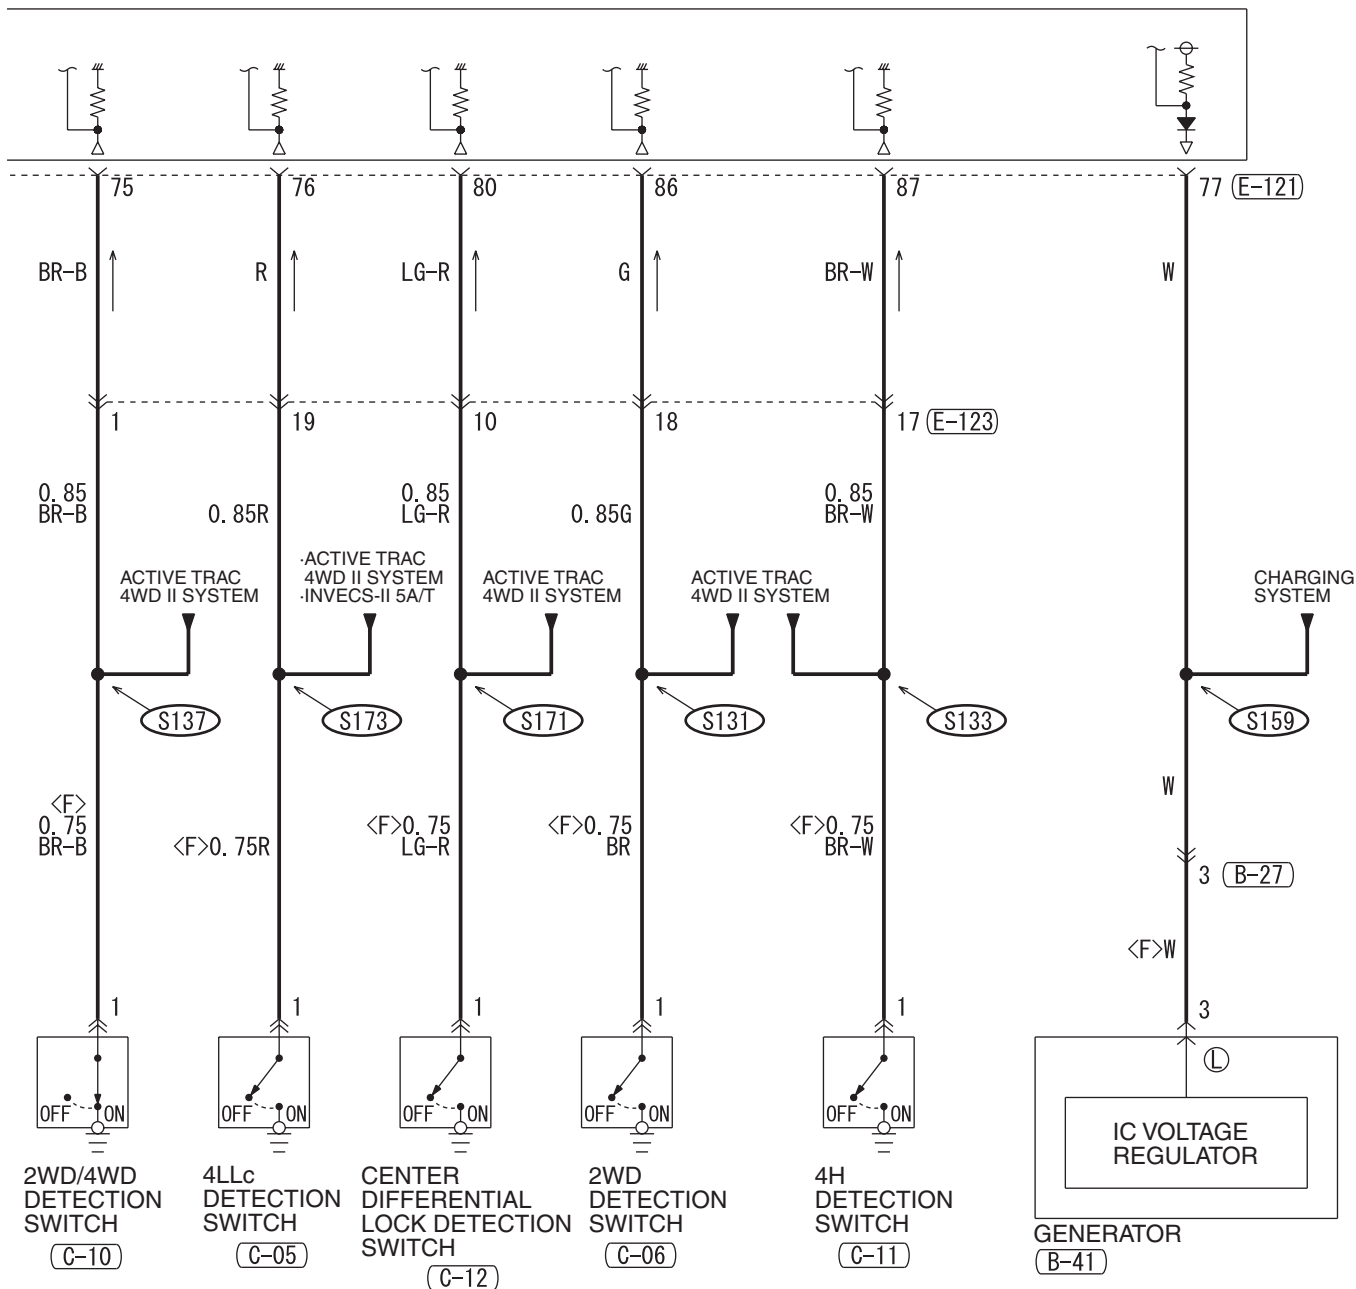 75 76 80 86 87 77 E-121
BR-B R LG-R G BR-W W
1 19 10 18 17 E-123
0.85
BR-B
0.85R
0.85
LG-R
0.85G
0.85
BR-W
ACTIVE TRAC
4WD II SYSTEM
·ACTIVE TRAC
4WD II SYSTEM
·INVECS-II 5A/T
ACTIVE TRAC
4WD II SYSTEM
ACTIVE TRAC
4WD II SYSTEM
CHARGING
SYSTEM
S137 S173 S171 S131 S133 S159
<F>
0.75
BR-B
<F>0.75R
<F>0.75
LG-R
<F>0.75
BR
<F>0.75
BR-W
W
3 B-27
<F>W
1 1 1 1 1 3
L
OFF ON OFF ON OFF ON OFF ON OFF ON
IC VOLTAGE
REGULATOR
2WD/4WD
DETECTION
SWITCH
C-10
4LLc
DETECTION
SWITCH
C-05
CENTER
DIFFERENTIAL
LOCK DETECTION
SWITCH
C-12
2WD
DETECTION
SWITCH
C-06
4H
DETECTION
SWITCH
C-11
GENERATOR
B-41